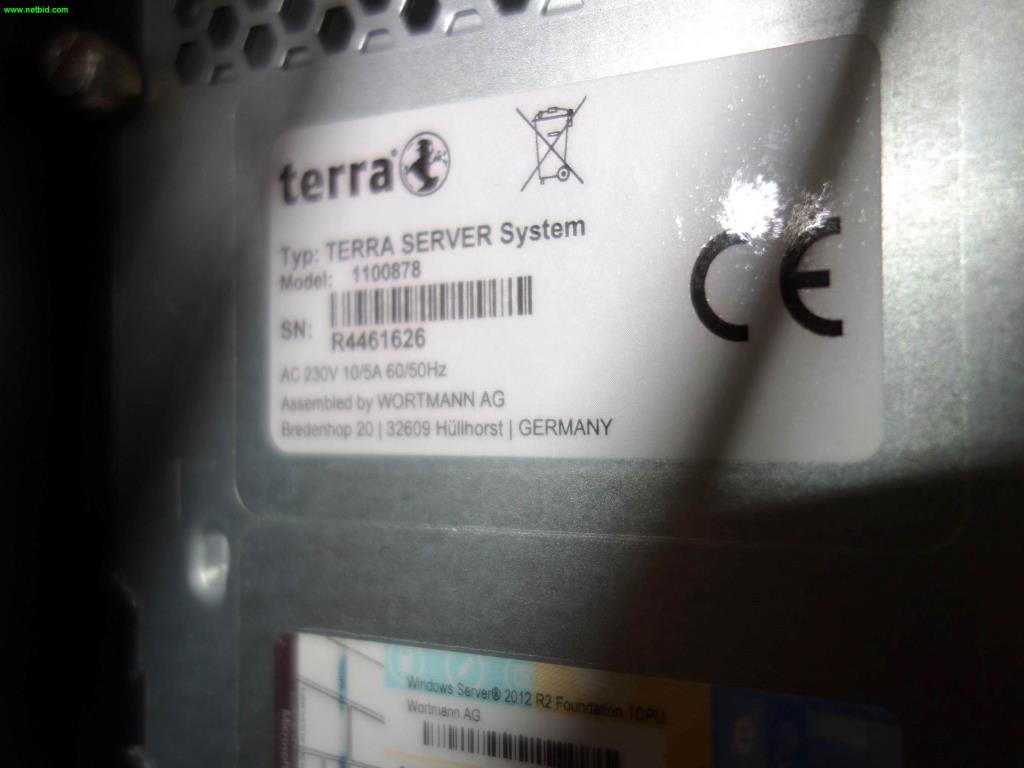 www.netbid.com
terra
Typ: TERRA SERVER System
Model: 1100878
SN:
R4461626
AC 230V 10/5A 60/50Hz
Assembled by WORTMANN AG
Bredenhop 20 | 32609 Hüllhorst | GERMANY
CE
Windows Server® 2012 R2 Foundation 1CPU
Wortmann AG